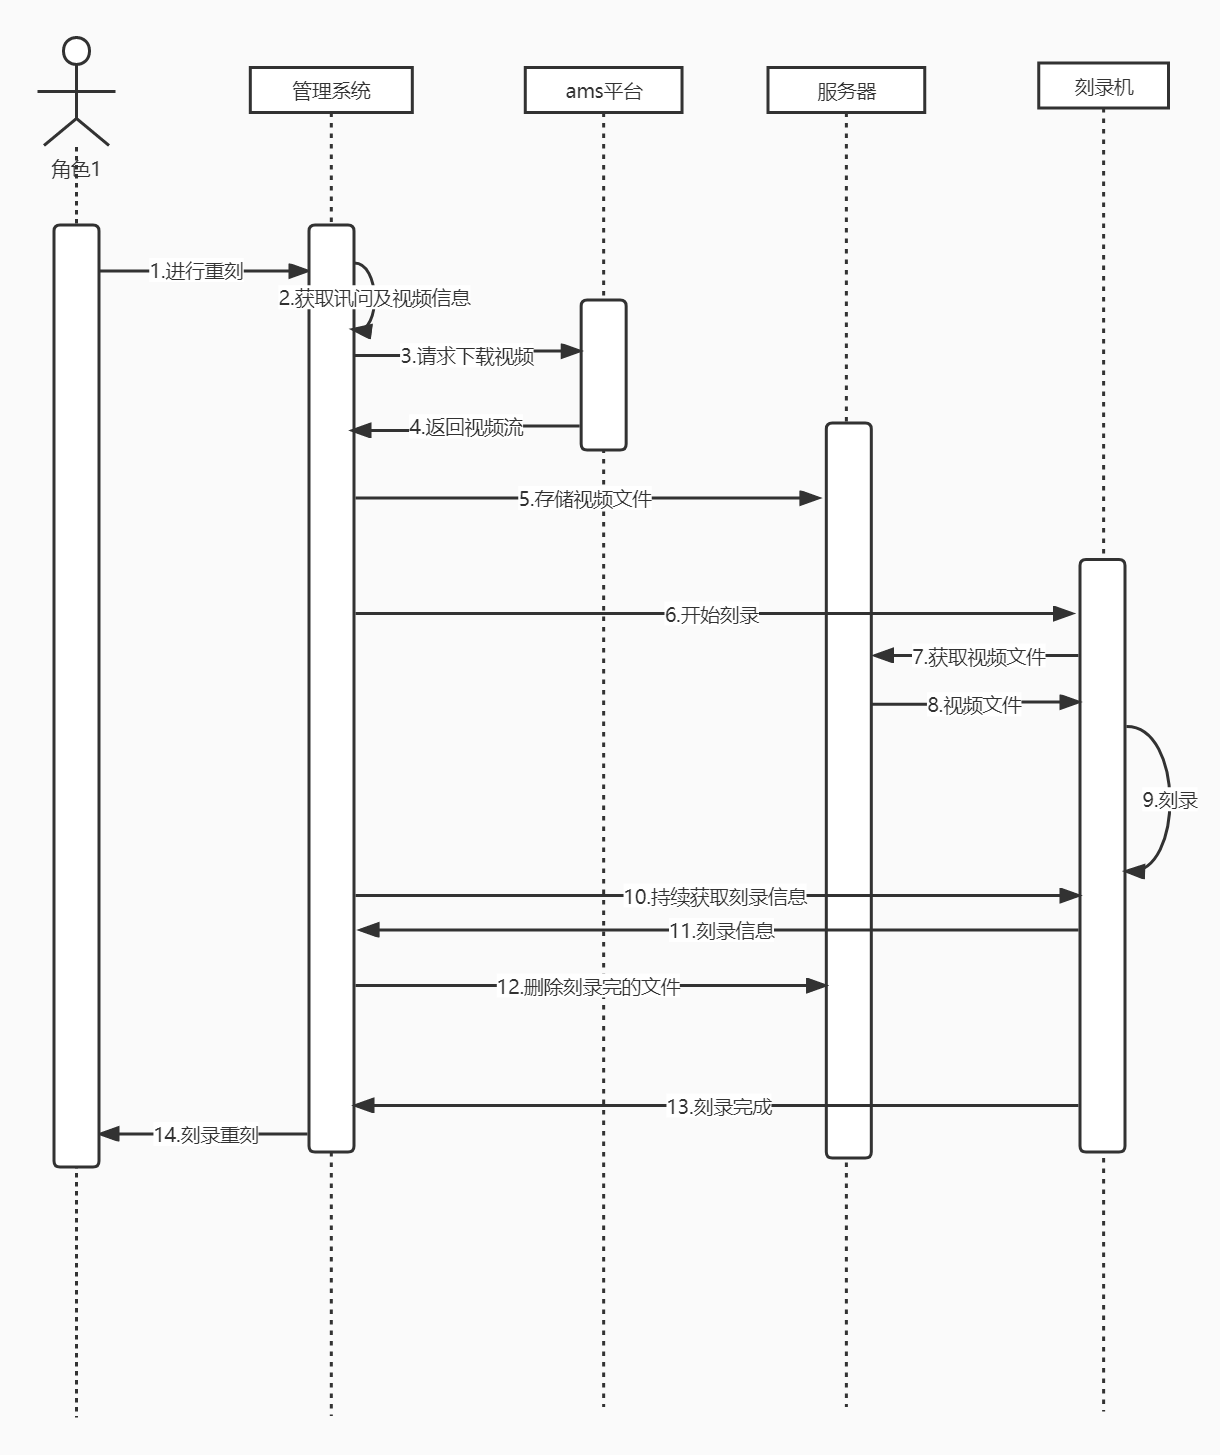 管理系统
ams平台
服务器
刻录机
角色1
1.进行重刻
2.获取讯问及视频信息
3.请求下载视频
4.返回视频流
5.存储视频文件
6.开始刻录
7.获取视频文件
8.视频文件
9.刻录
10.持续获取刻录信息
11.刻录信息
12.删除刻录完的文件
13.刻录完成
14.刻录重刻